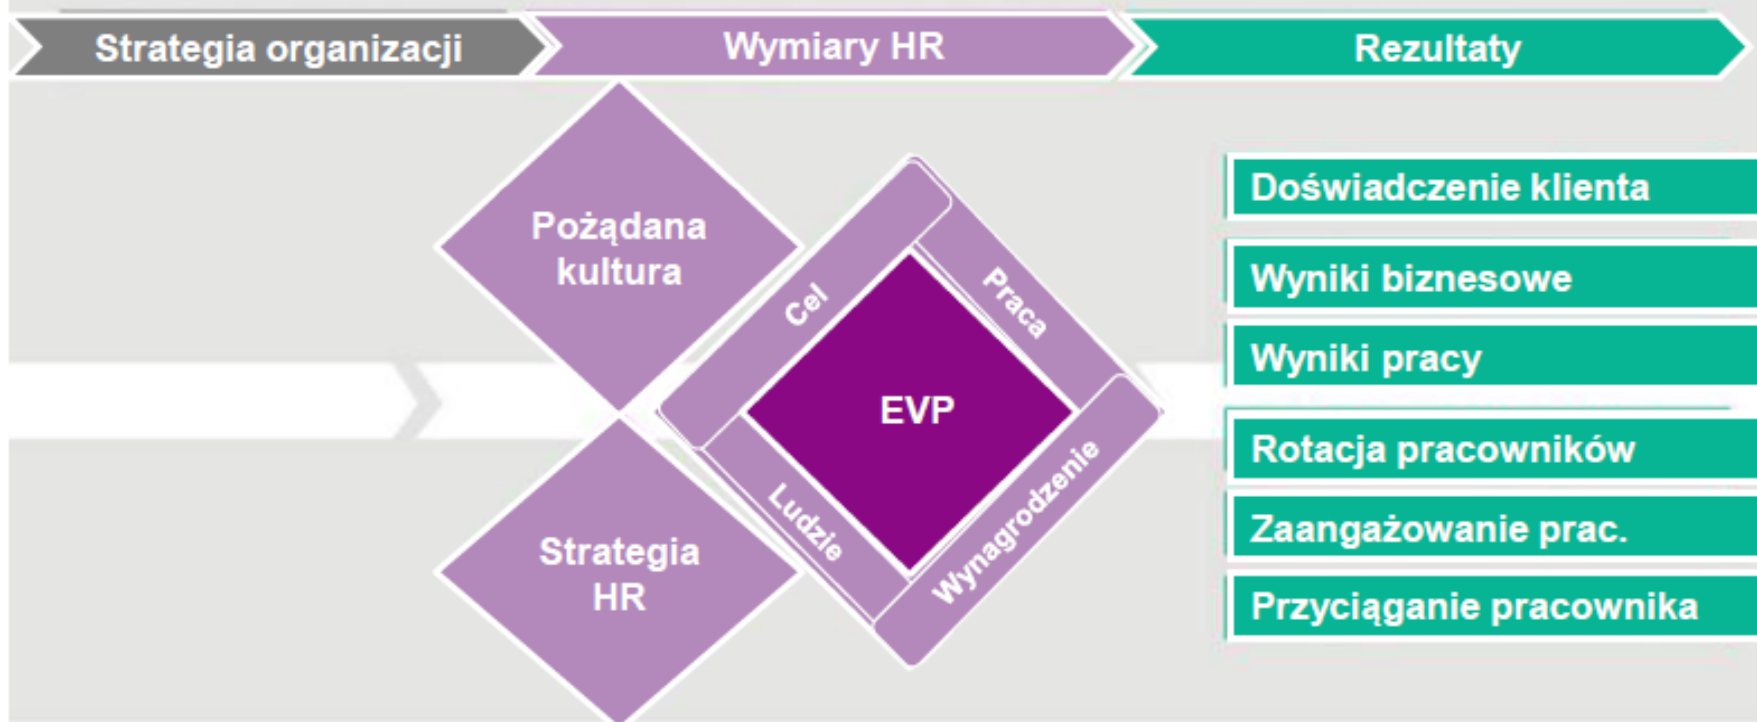 Strategia organizacji
Wymiary HR
Rezultaty
Pożądana
kultura
Strategia
HR
Cel
Praca
EVP
Ludzie
Wynagrodzenie
Doświadczenie klienta
Wyniki biznesowe
Wyniki pracy
Rotacja pracowników
Zaangażowanie prac.
Przyciąganie pracownika